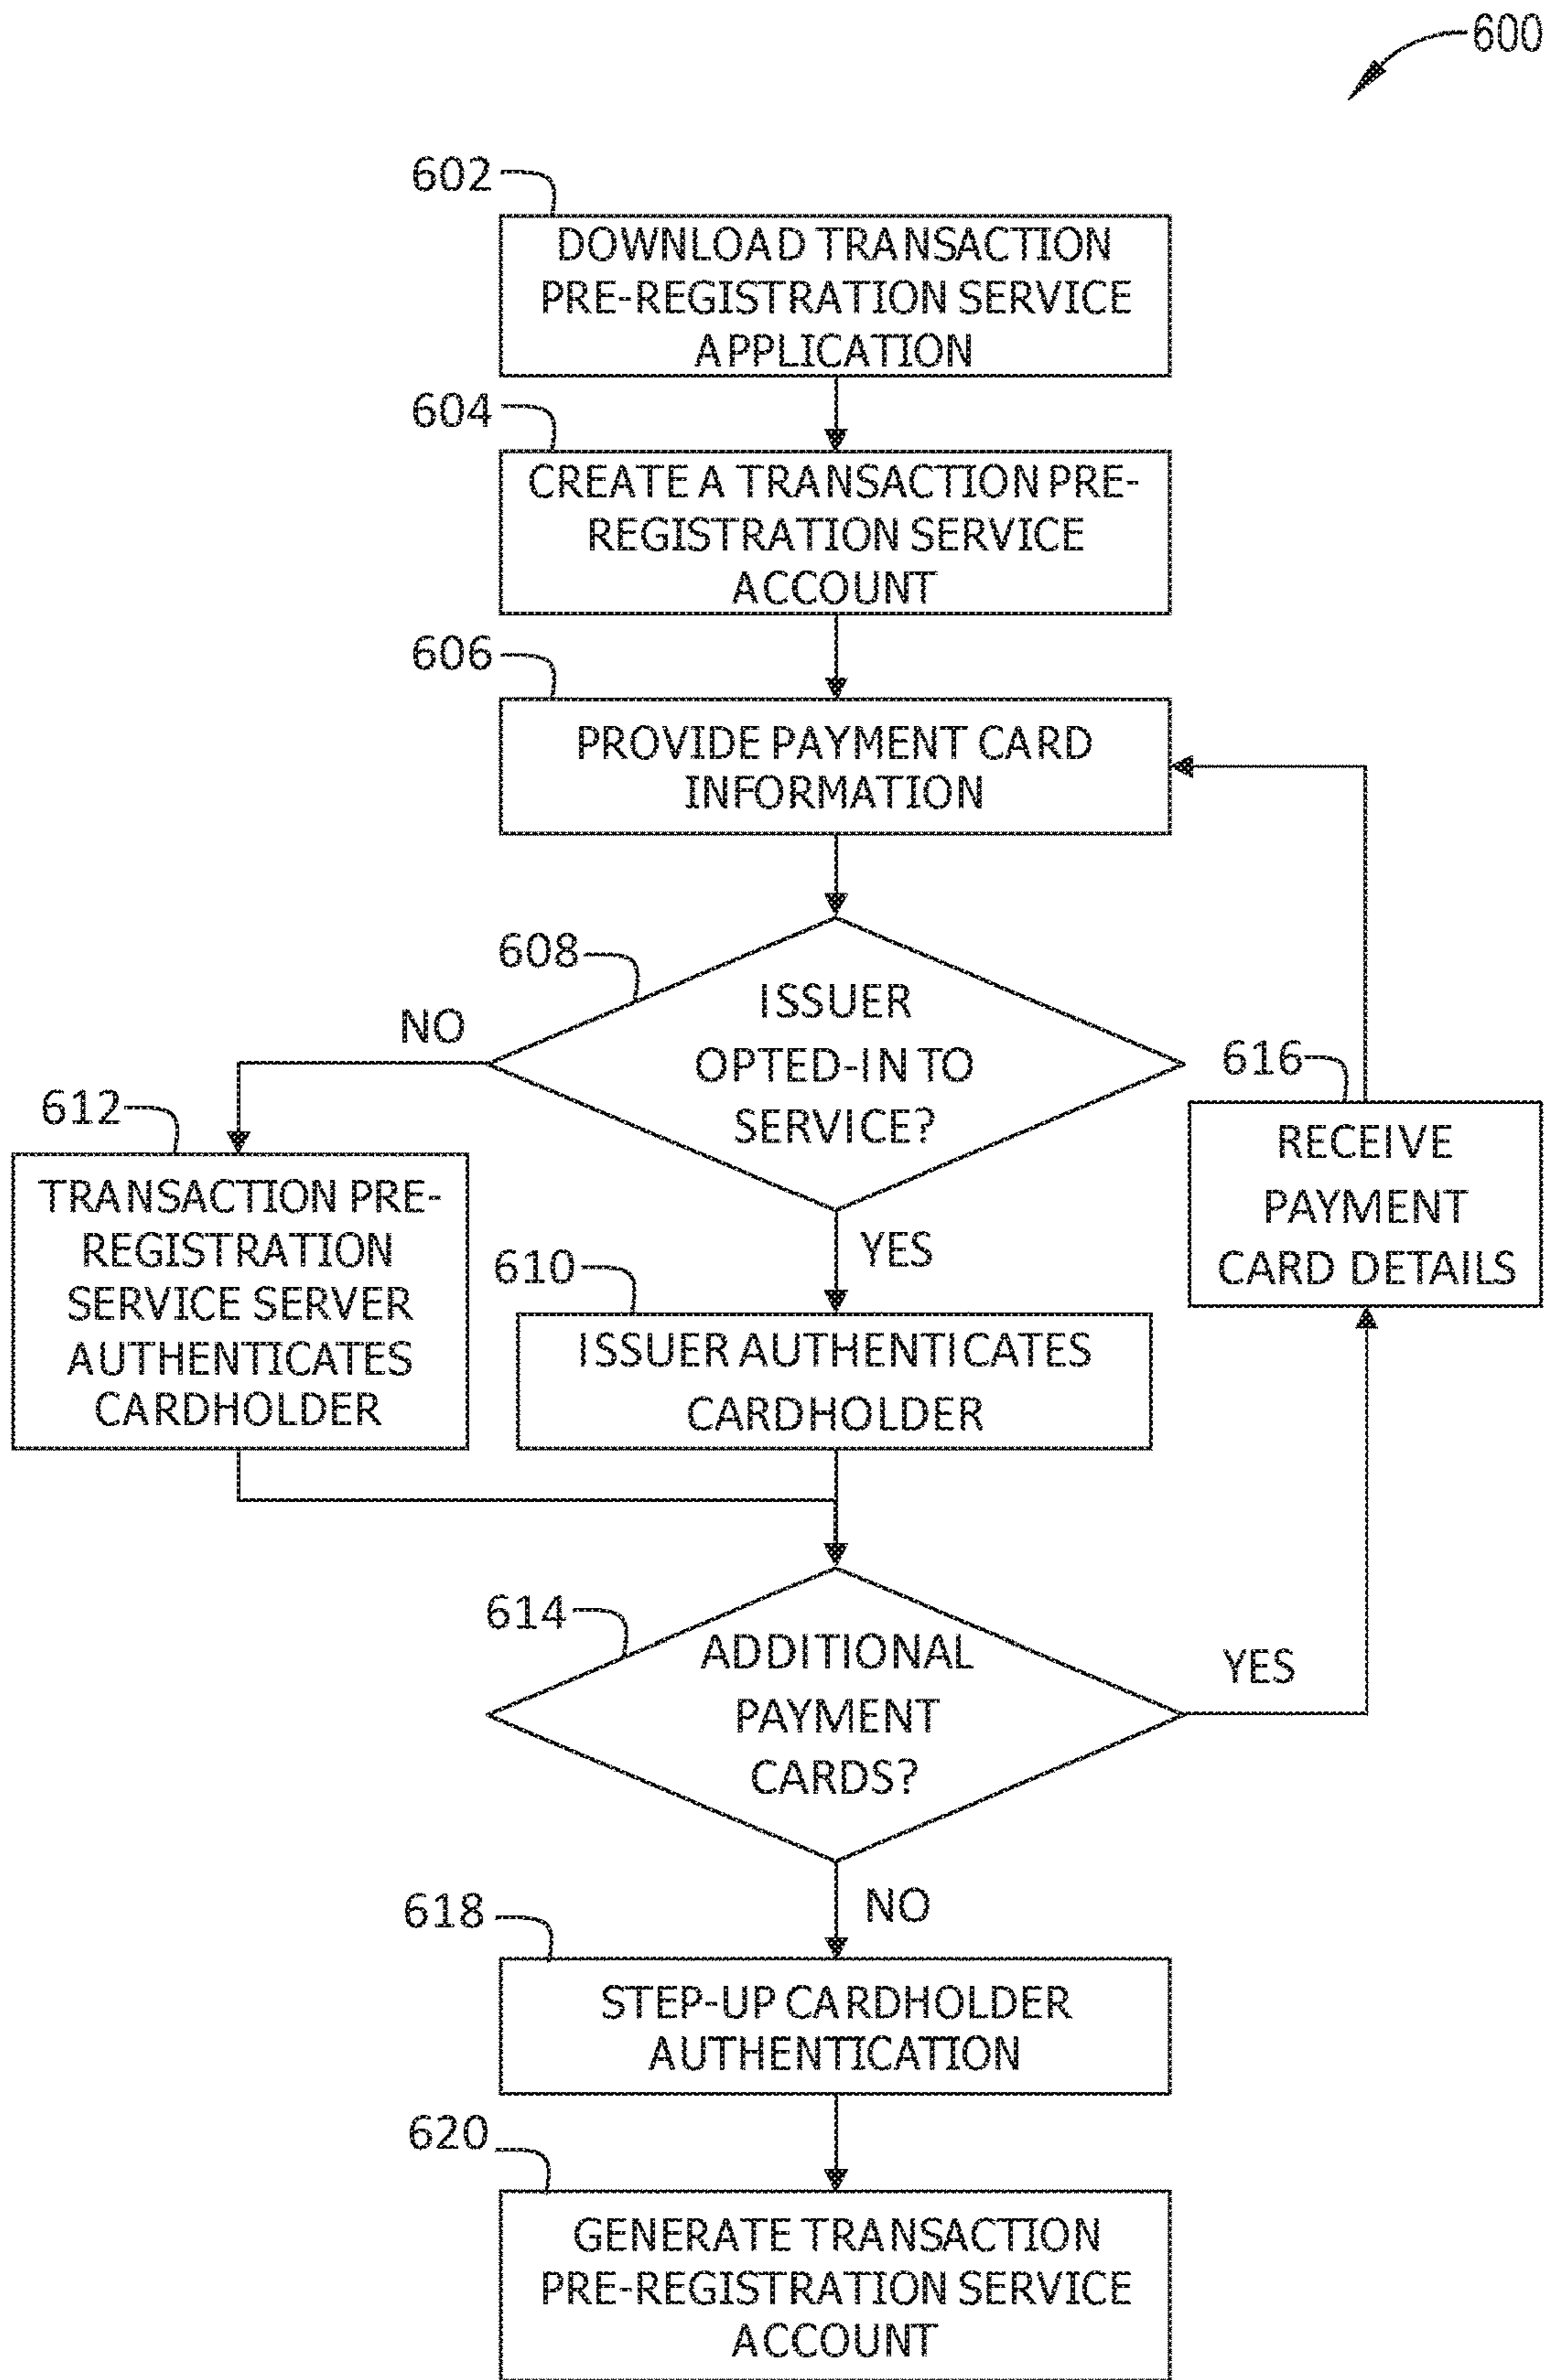 600
602
DOWNLOAD TRANSACTION
PRE-REGISTRATION SERVICE
APPLICATION
604
CREATE A TRANSACTION PRE-
REGISTRATION SERVICE
ACCOUNT
606
PROVIDE PAYMENT CARD
INFORMATION
608
ISSUER
OPTED-IN TO
SERVICE?
NO
YES
612
TRANSACTION PRE-
REGISTRATION
SERVICE SERVER
AUTHENTICATES
CARDHOLDER
610
ISSUER AUTHENTICATES
CARDHOLDER
616
RECEIVE
PAYMENT
CARD DETAILS
614
ADDITIONAL
PAYMENT
CARDS?
YES
NO
618
STEP-UP CARDHOLDER
AUTHENTICATION
620
GENERATE TRANSACTION
PRE-REGISTRATION SERVICE
ACCOUNT